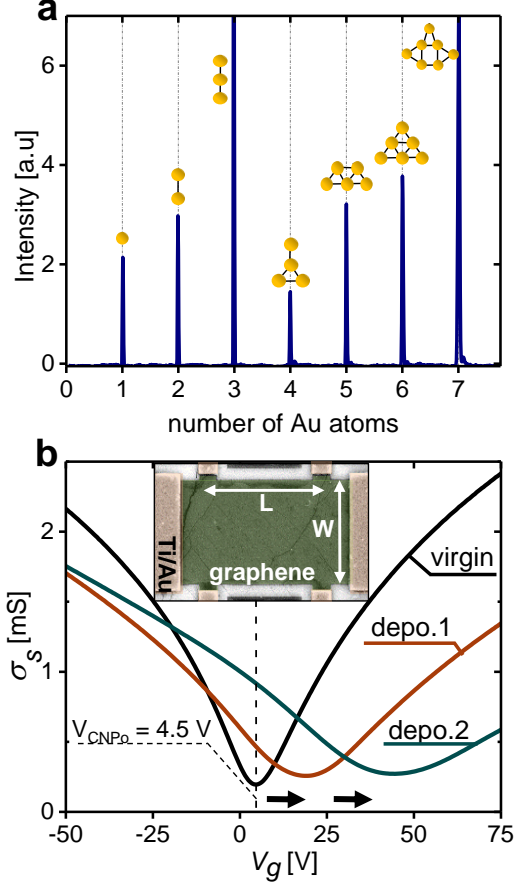 a
Intensity [a.u]
6
4
2
0
0 1 2 3 4 5 6 7
number of Au atoms
b
σs [mS]
2
1
0
L
W
Ti/Au
graphene
virgin
depo.1
depo.2
VCNPo = 4.5 V
-50 -25 0 25 50 75
Vg [V]